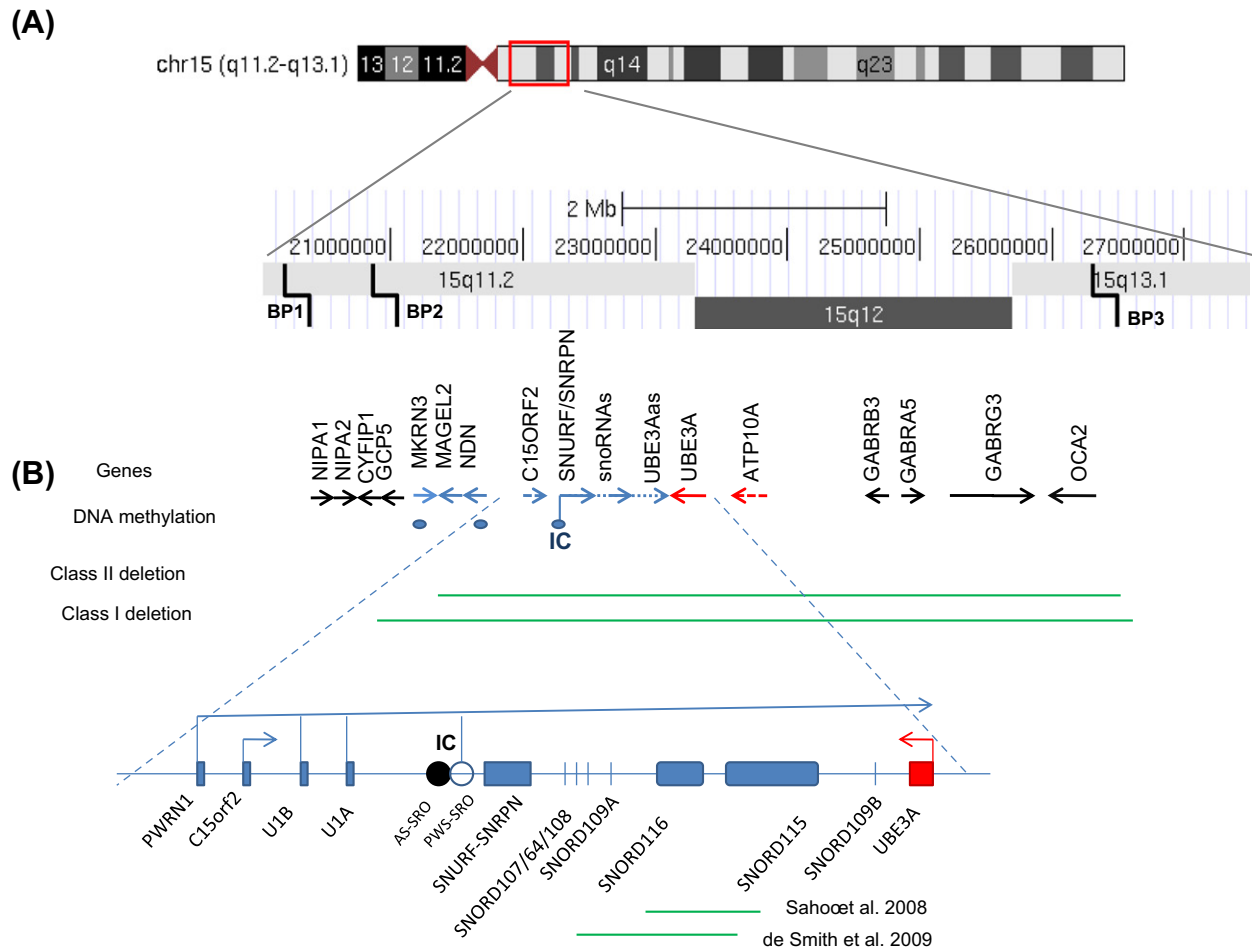 (A)
chr15 (q11.2-q13.1)
13 12 11.2 q14 q23
2 Mb
21000000 22000000 23000000 24000000 25000000 26000000 27000000
15q11.2 15q13.1
BP1 BP2 15q12 BP3
(B)
Genes
NIPA1
NIPA2
CYFIP1
GCP5
MKRN3
MAGEL2
NDN
C15ORF2
SNURF/SNRPN
snoRNAs
UBE3Aas
UBE3A
ATP10A
GABRB3
GABRA5
GABRG3
OCA2
DNA methylation
IC
Class II deletion
Class I deletion
IC
PWRN1
C15orf2
U1B
U1A
AS-SRO
PWS-SRO
SNURF-SNRPN
SNORD107/64/108
SNORD109A
SNORD116
SNORD115
SNORD109B
UBE3A
Sahoœt al. 2008
de Smith et al. 2009